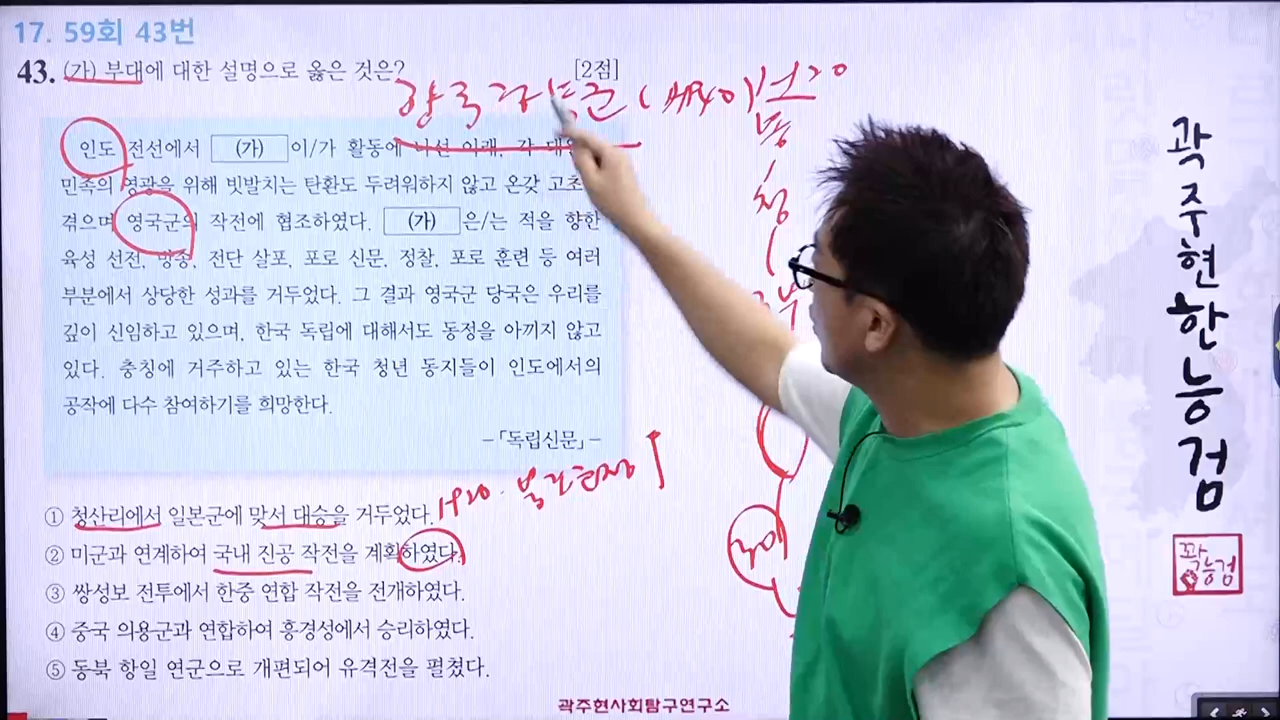 17. 59회 43번
43. (가) 부대에 대한 설명으로 옳은 것은? [2점]
인도 전선에서 (가) 이/가 활동에 나선 이래, 각 대원
민족의 영광을 위해 빗발치는 탄환도 두려워하지 않고 온갖 고초
겪으며 영국군의 작전에 협조하였다. (가) 은/는 적을 향한
육성 선전, 방송, 전단 살포, 포로 신문, 정찰, 포로 훈련 등 여러
부분에서 상당한 성과를 거두었다. 그 결과 영국군 당국은 우리를
깊이 신임하고 있으며, 한국 독립에 대해서도 동정을 아끼지 않고
있다. 충칭에 거주하고 있는 한국 청년 동지들이 인도에서의
공작에 다수 참여하기를 희망한다.
-「독립신문」-
① 청산리에서 일본군에 맞서 대승을 거두었다.
1920.
② 미군과 연계하여 국내 진공 작전을 계획하였다.
③ 쌍성보 전투에서 한중 연합 작전을 전개하였다.
④ 중국 의용군과 연합하여 흥경성에서 승리하였다.
⑤ 동북 항일 연군으로 개편되어 유격전을 펼쳤다.
곽주현한능검
꽉능검
곽주현사회탐구연구소